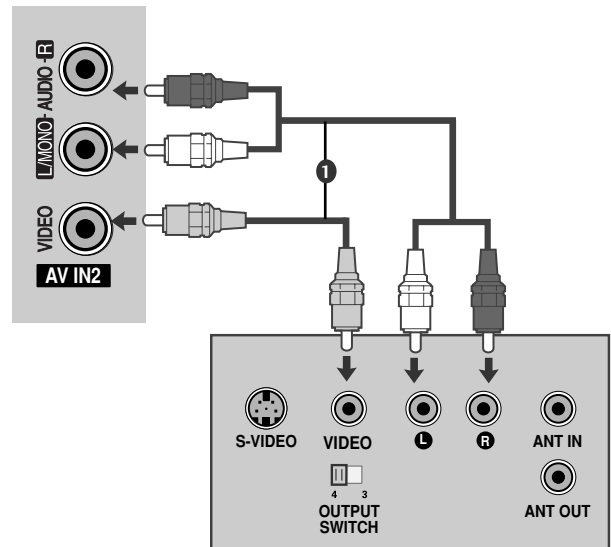 L/MONO - AUDIO - R
VIDEO
AV IN2
1
S-VIDEO
VIDEO
L
R
ANT IN
4 3
OUTPUT
SWITCH
ANT OUT